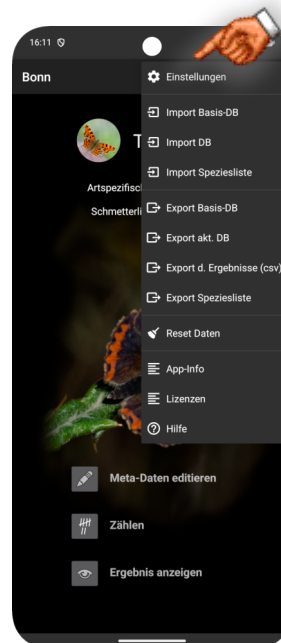 16:11
Bonn
Einstellungen
Import Basis-DB
Import DB
Import Speziesliste
Export Basis-DB
Export akt. DB
Export d. Ergebnisse (csv)
Export Speziesliste
Reset Daten
App-Info
Lizenzen
Hilfe
T
Artspezifisc
Schmetterli
Meta-Daten editieren
Zählen
Ergebnis anzeigen